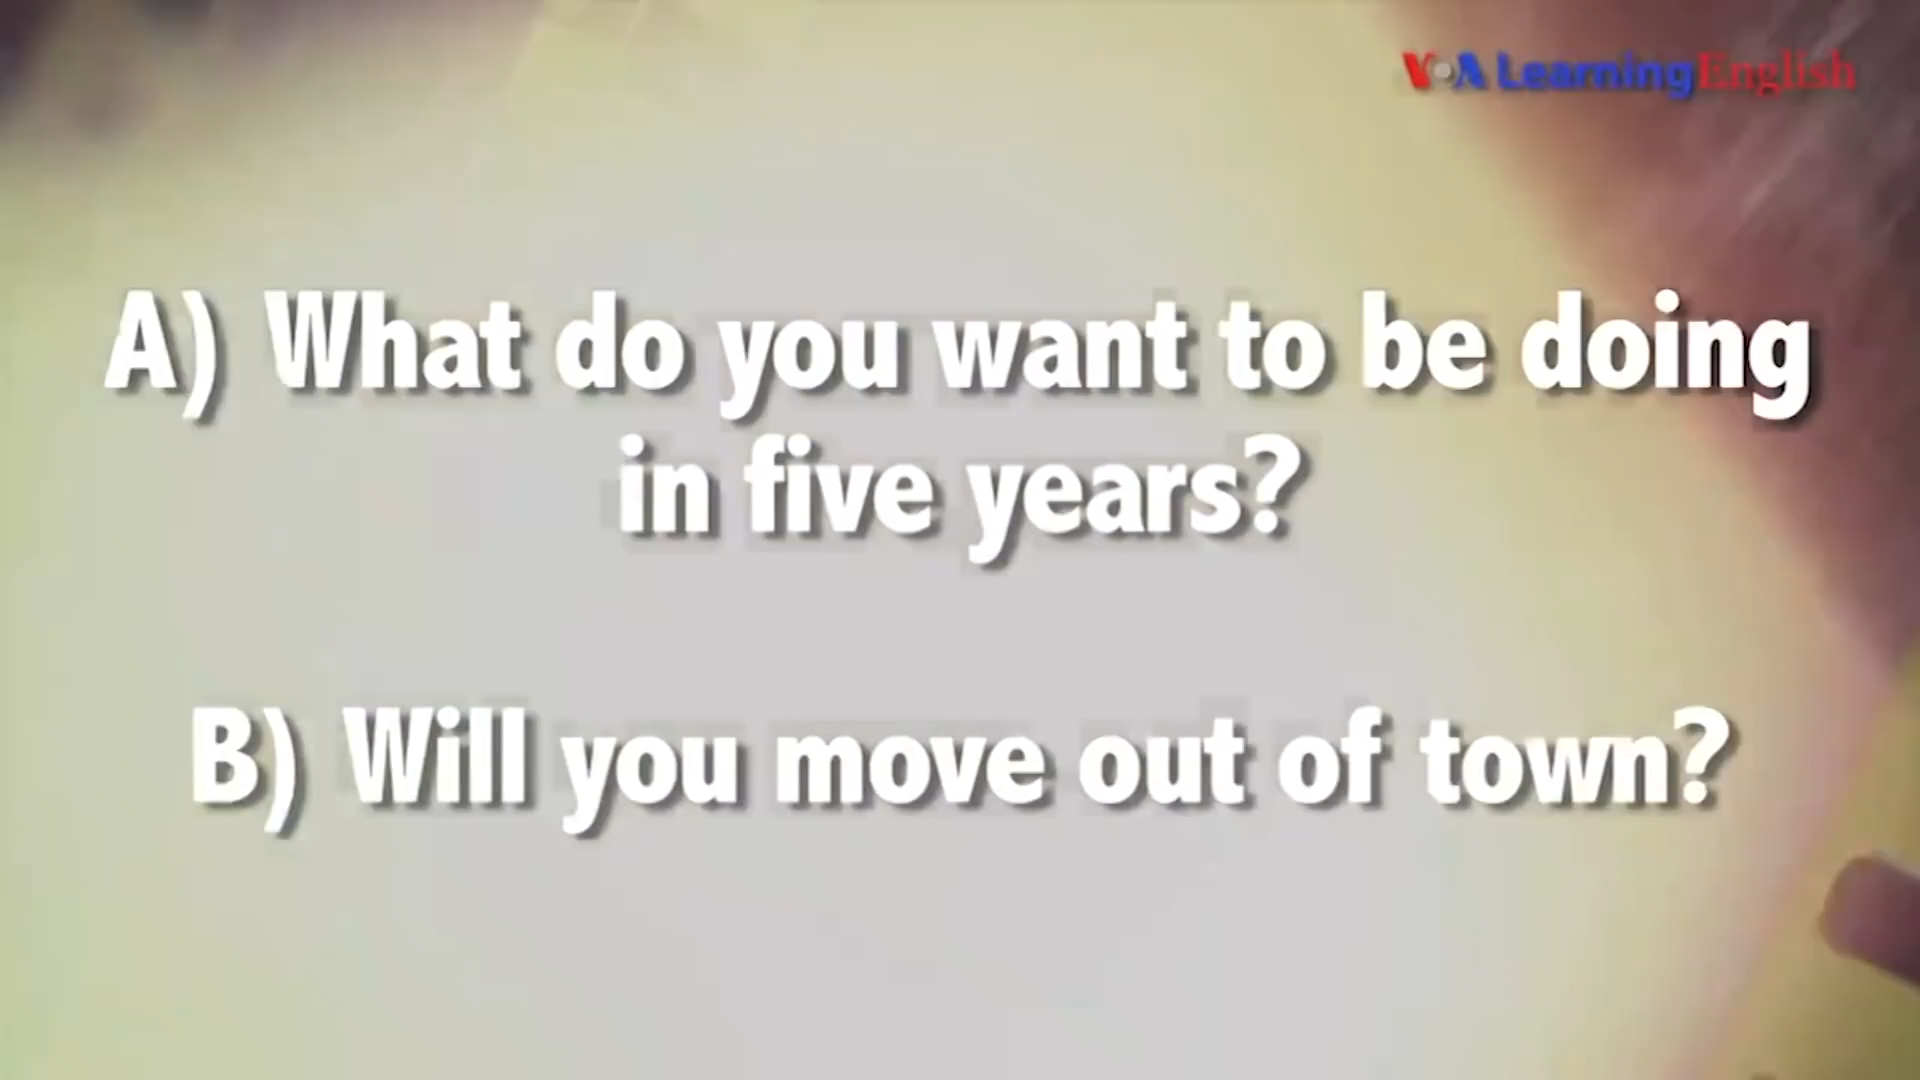 VOA Learning English
A) What do you want to be doing
in five years?
B) Will you move out of town?